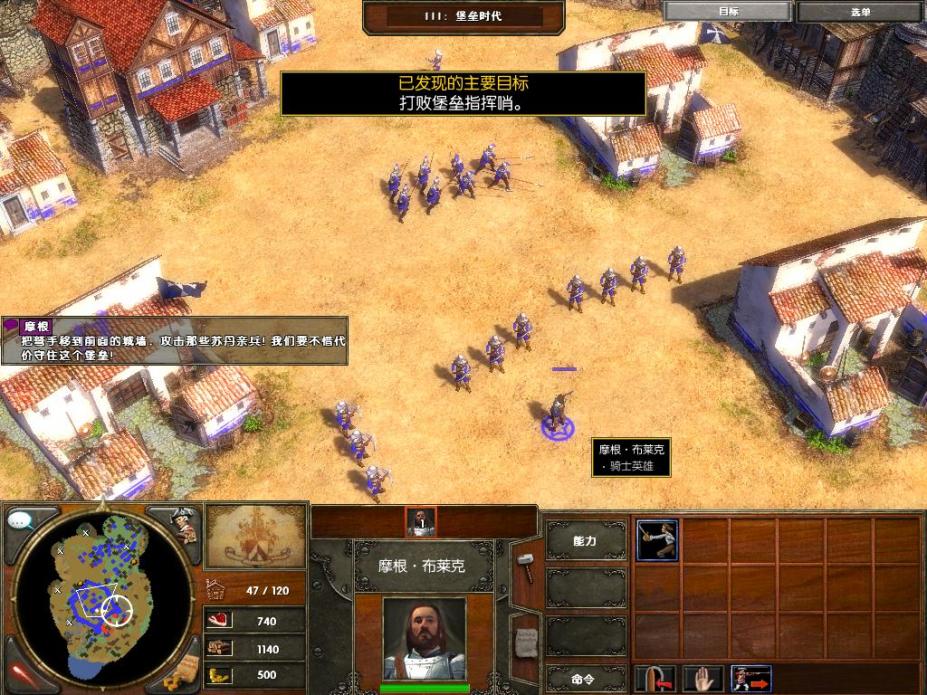 III: 堡垒时代
目标
选单
已发现的主要目标
打败堡垒指挥哨。
摩根
把弩手移到前面的城墙，攻击那些苏丹亲兵! 我们要不惜代
价守住这个堡垒!
摩根·布莱克
·骑士英雄
47 / 120
740
1140
500
摩根·布莱克
能力
命令